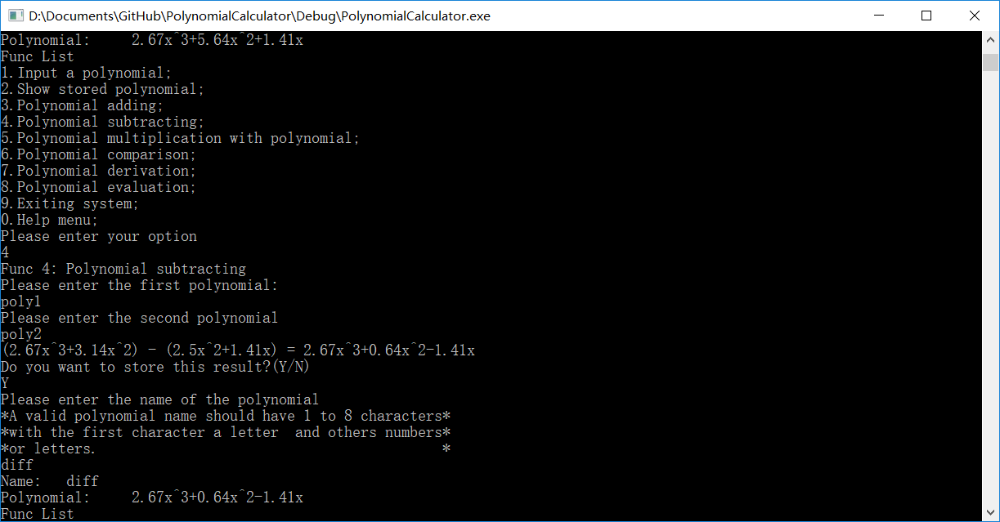 D:\Documents\GitHub\PolynomialCalculator\Debug\PolynomialCalculator.exe
Polynomial:     2.67x^3+5.64x^2+1.41x
Func List
1.Input a polynomial;
2.Show stored polynomial;
3.Polynomial adding;
4.Polynomial subtracting;
5.Polynomial multiplication with polynomial;
6.Polynomial comparison;
7.Polynomial derivation;
8.Polynomial evaluation;
9.Exiting system;
0.Help menu;
Please enter your option
4
Func 4: Polynomial subtracting
Please enter the first polynomial:
poly1
Please enter the second polynomial
poly2
(2.67x^3+3.14x^2) - (2.5x^2+1.41x) = 2.67x^3+0.64x^2-1.41x
Do you want to store this result?(Y/N)
Y
Please enter the name of the polynomial
*A valid polynomial name should have 1 to 8 characters*
*with the first character a letter  and others numbers*
*or letters.                                          *
diff
Name:   diff
Polynomial:     2.67x^3+0.64x^2-1.41x
Func List